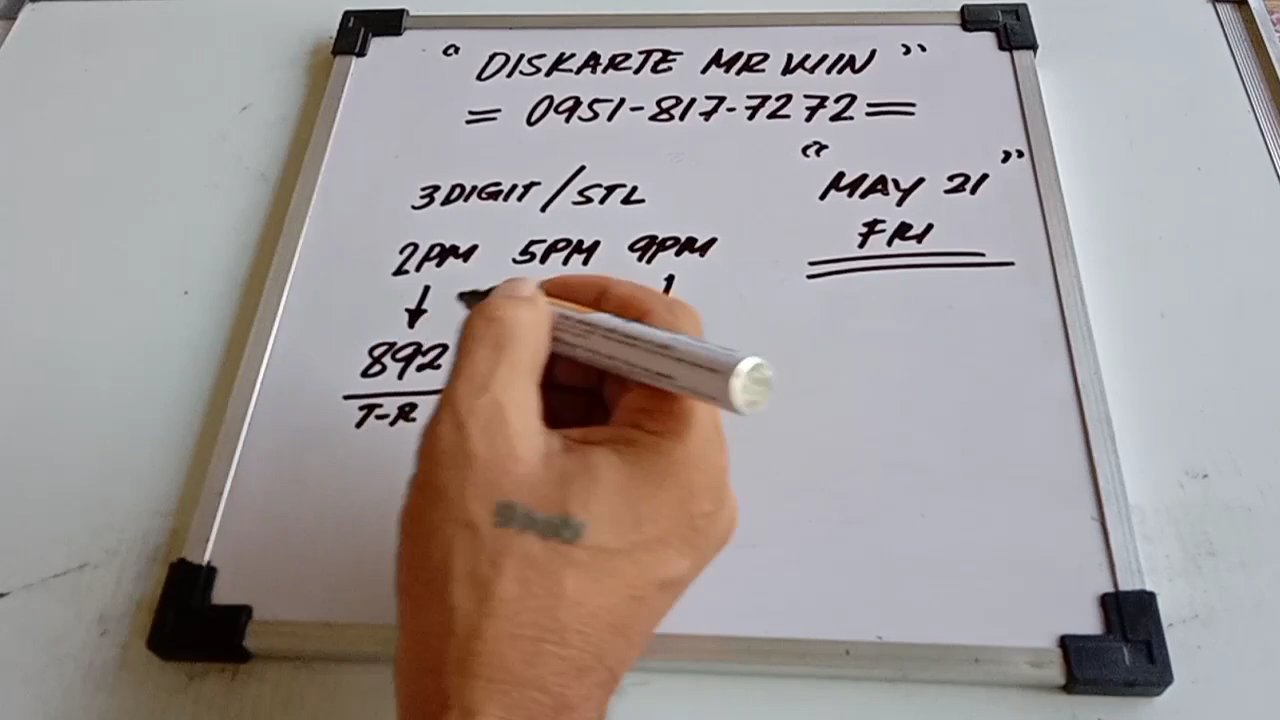 “ DISKARTE MR WIN ”
= 0951-817-7272 =
“ MAY 21 ”
FRI
3 DIGIT / STL
2PM 5PM 9PM
892
T-R